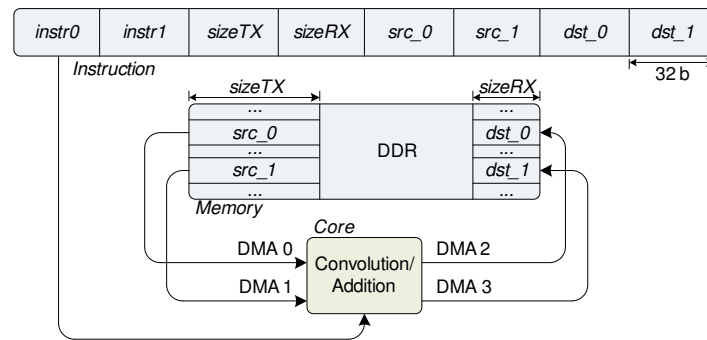 instr0 instr1 sizeTX sizeRX src_0 src_1 dst_0 dst_1
Instruction
32 b
sizeTX sizeRX
... ...
src_0 DDR dst_0
... ...
src_1 dst_1
... ...
Memory
Core
DMA 0 Convolution/ DMA 2
DMA 1 Addition DMA 3